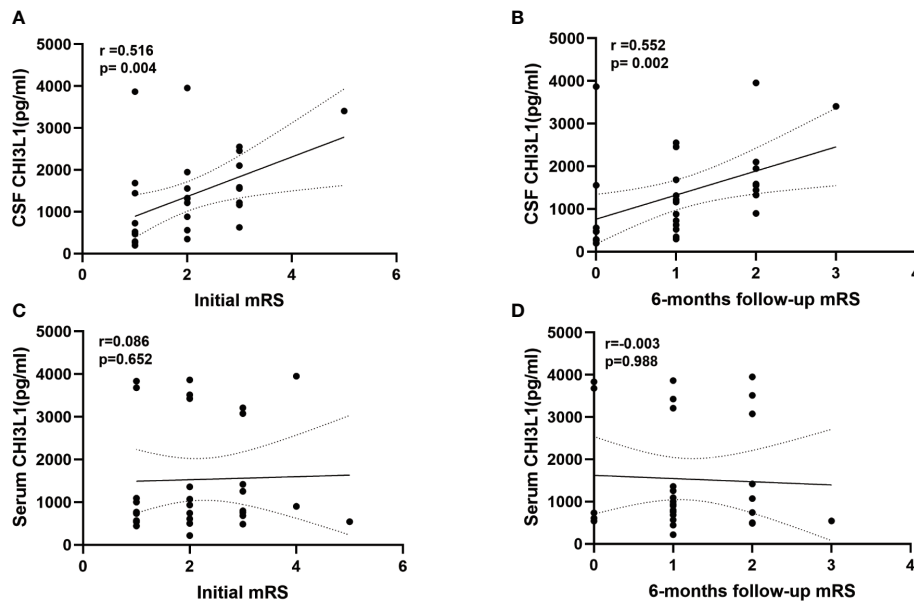 A
r =0.516
p= 0.004
CSF CHI3L1(pg/ml)
5000
4000
3000
2000
1000
0
0 2 4 6
Initial mRS
B
r =0.552
p= 0.002
CSF CHI3L1(pg/ml)
5000
4000
3000
2000
1000
0
0 1 2 3 4
6-months follow-up mRS
C
r=0.086
p=0.652
Serum CHI3L1(pg/ml)
5000
4000
3000
2000
1000
0
0 2 4 6
Initial mRS
D
r=-0.003
p=0.988
Serum CHI3L1(pg/ml)
5000
4000
3000
2000
1000
0
0 1 2 3 4
6-months follow-up mRS